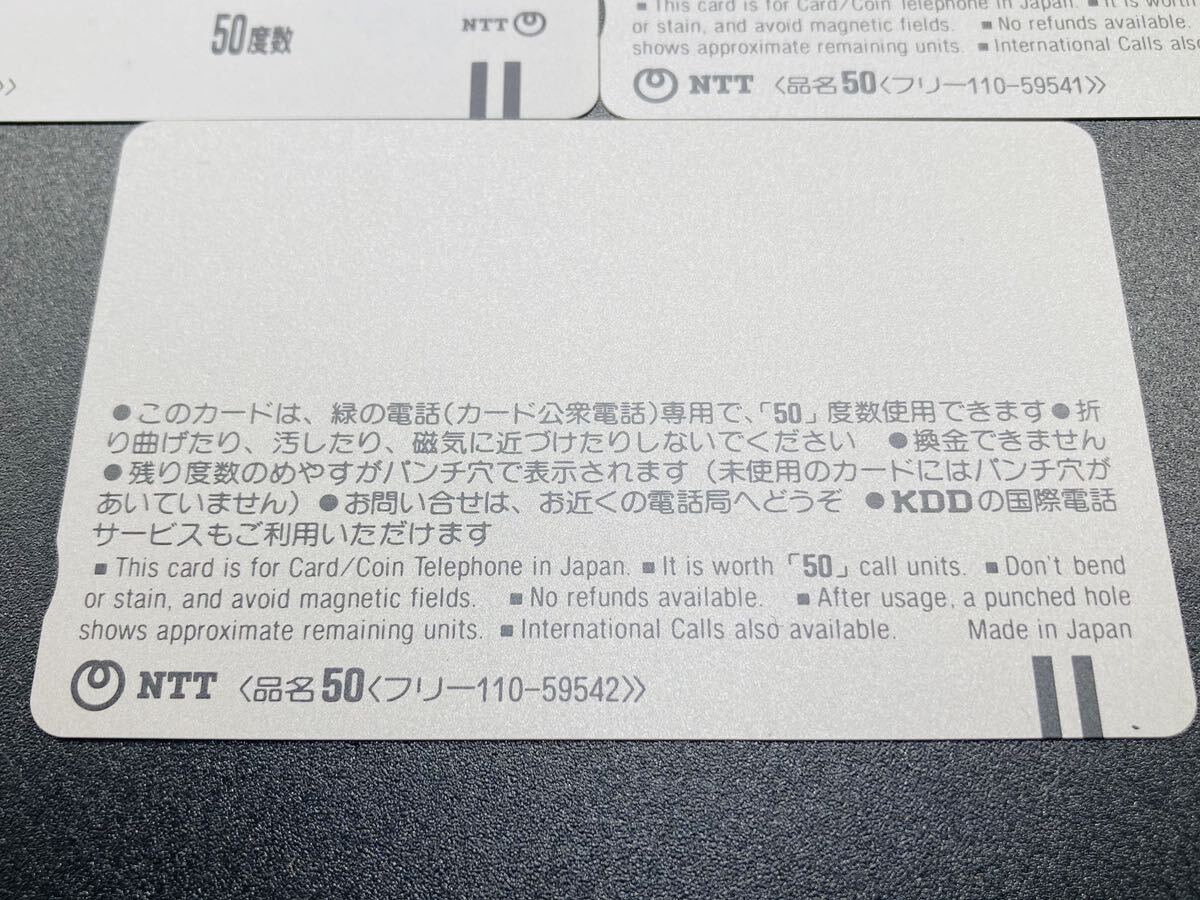 50度数
NTT
This card is for Card/Coin Telephone in Japan. ■ It is worth
or stain, and avoid magnetic fields. ■ No refunds available.
shows approximate remaining units. ■ International Calls also
NTT 〈品名50〈フリー110-59541〉〉
●このカードは、緑の電話(カード公衆電話)専用で、「50」度数使用できます●折
り曲げたり、汚したり、磁気に近づけたりしないでください ●換金できません
●残り度数のめやすがパンチ穴で表示されます(未使用のカードにはパンチ穴が
あいていません)●お問い合せは、お近くの電話局へどうぞ ●KDDの国際電話
サービスもご利用いただけます
■ This card is for Card/Coin Telephone in Japan. ■ It is worth 「50」 call units. ■ Don't bend
or stain, and avoid magnetic fields. ■ No refunds available. ■ After usage, a punched hole
shows approximate remaining units. ■ International Calls also available. Made in Japan
NTT 〈品名50〈フリー110-59542〉〉